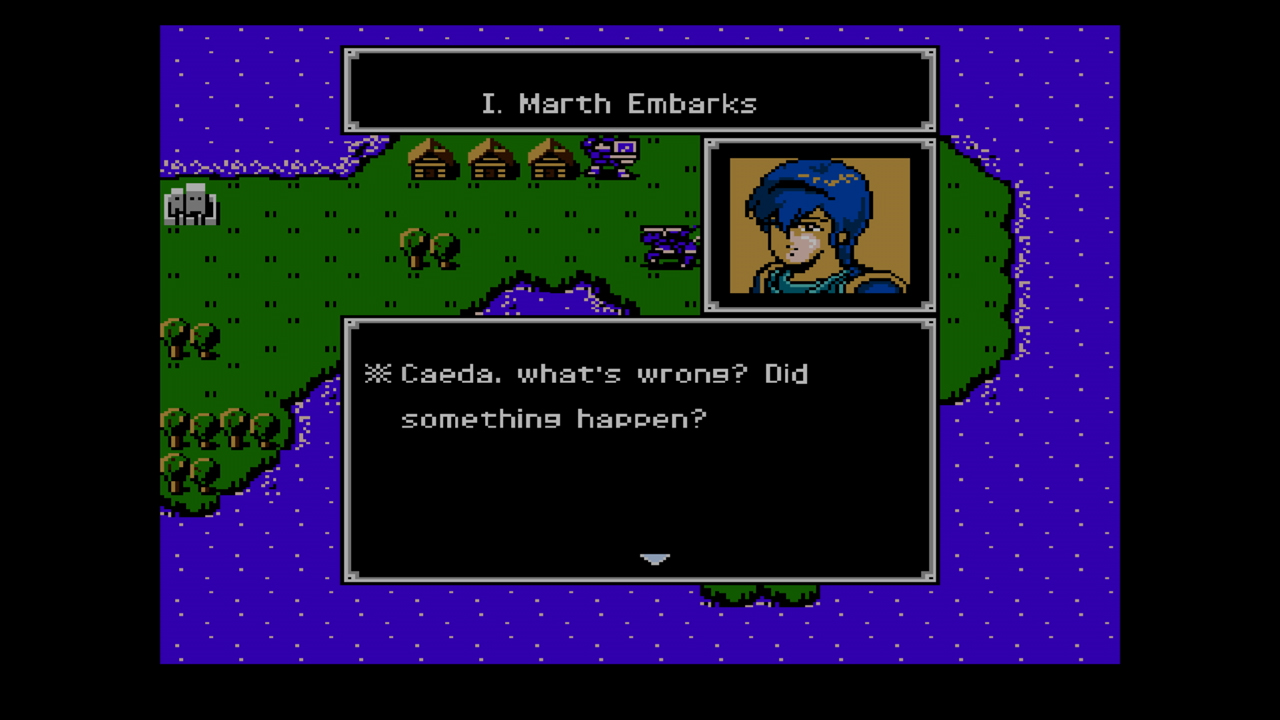 I. Marth Embarks
※ Caeda. what's wrong? Did
something happen?